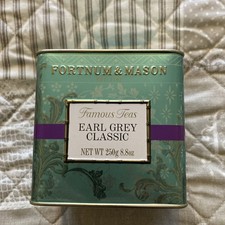 FORTNUM & MASON
Famous Teas
EARL GREY
CLASSIC
NET WT 250g 8.8oz